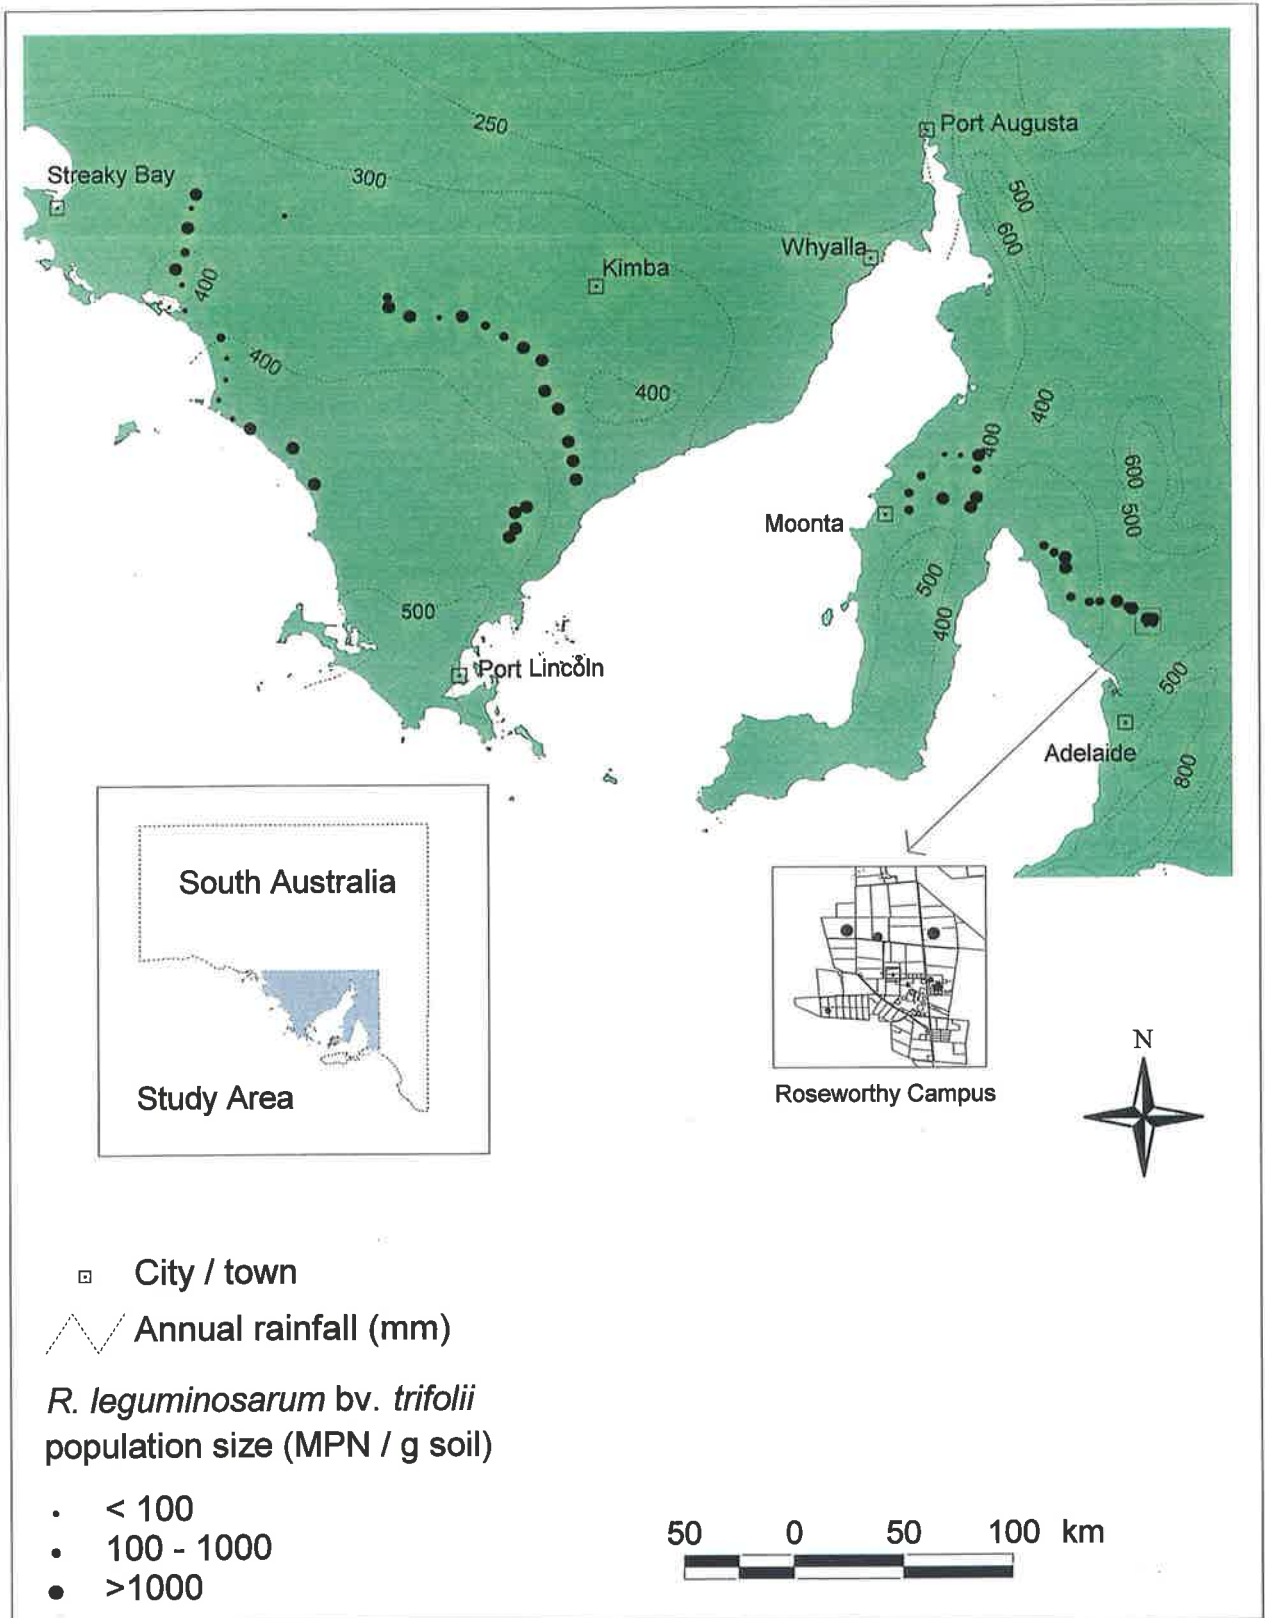 Port Augusta
250
Streaky Bay
300
500
600
Whyalla
Kimba
400
400
400
400
400
600
500
Moonta
500
400
500
Port Lincoln
500
Adelaide
800
South Australia
Study Area
Roseworthy Campus
N
City / town
Annual rainfall (mm)
R. leguminosarum bv. trifolii
population size (MPN / g soil)
< 100
100 - 1000
>1000
50 0 50 100 km